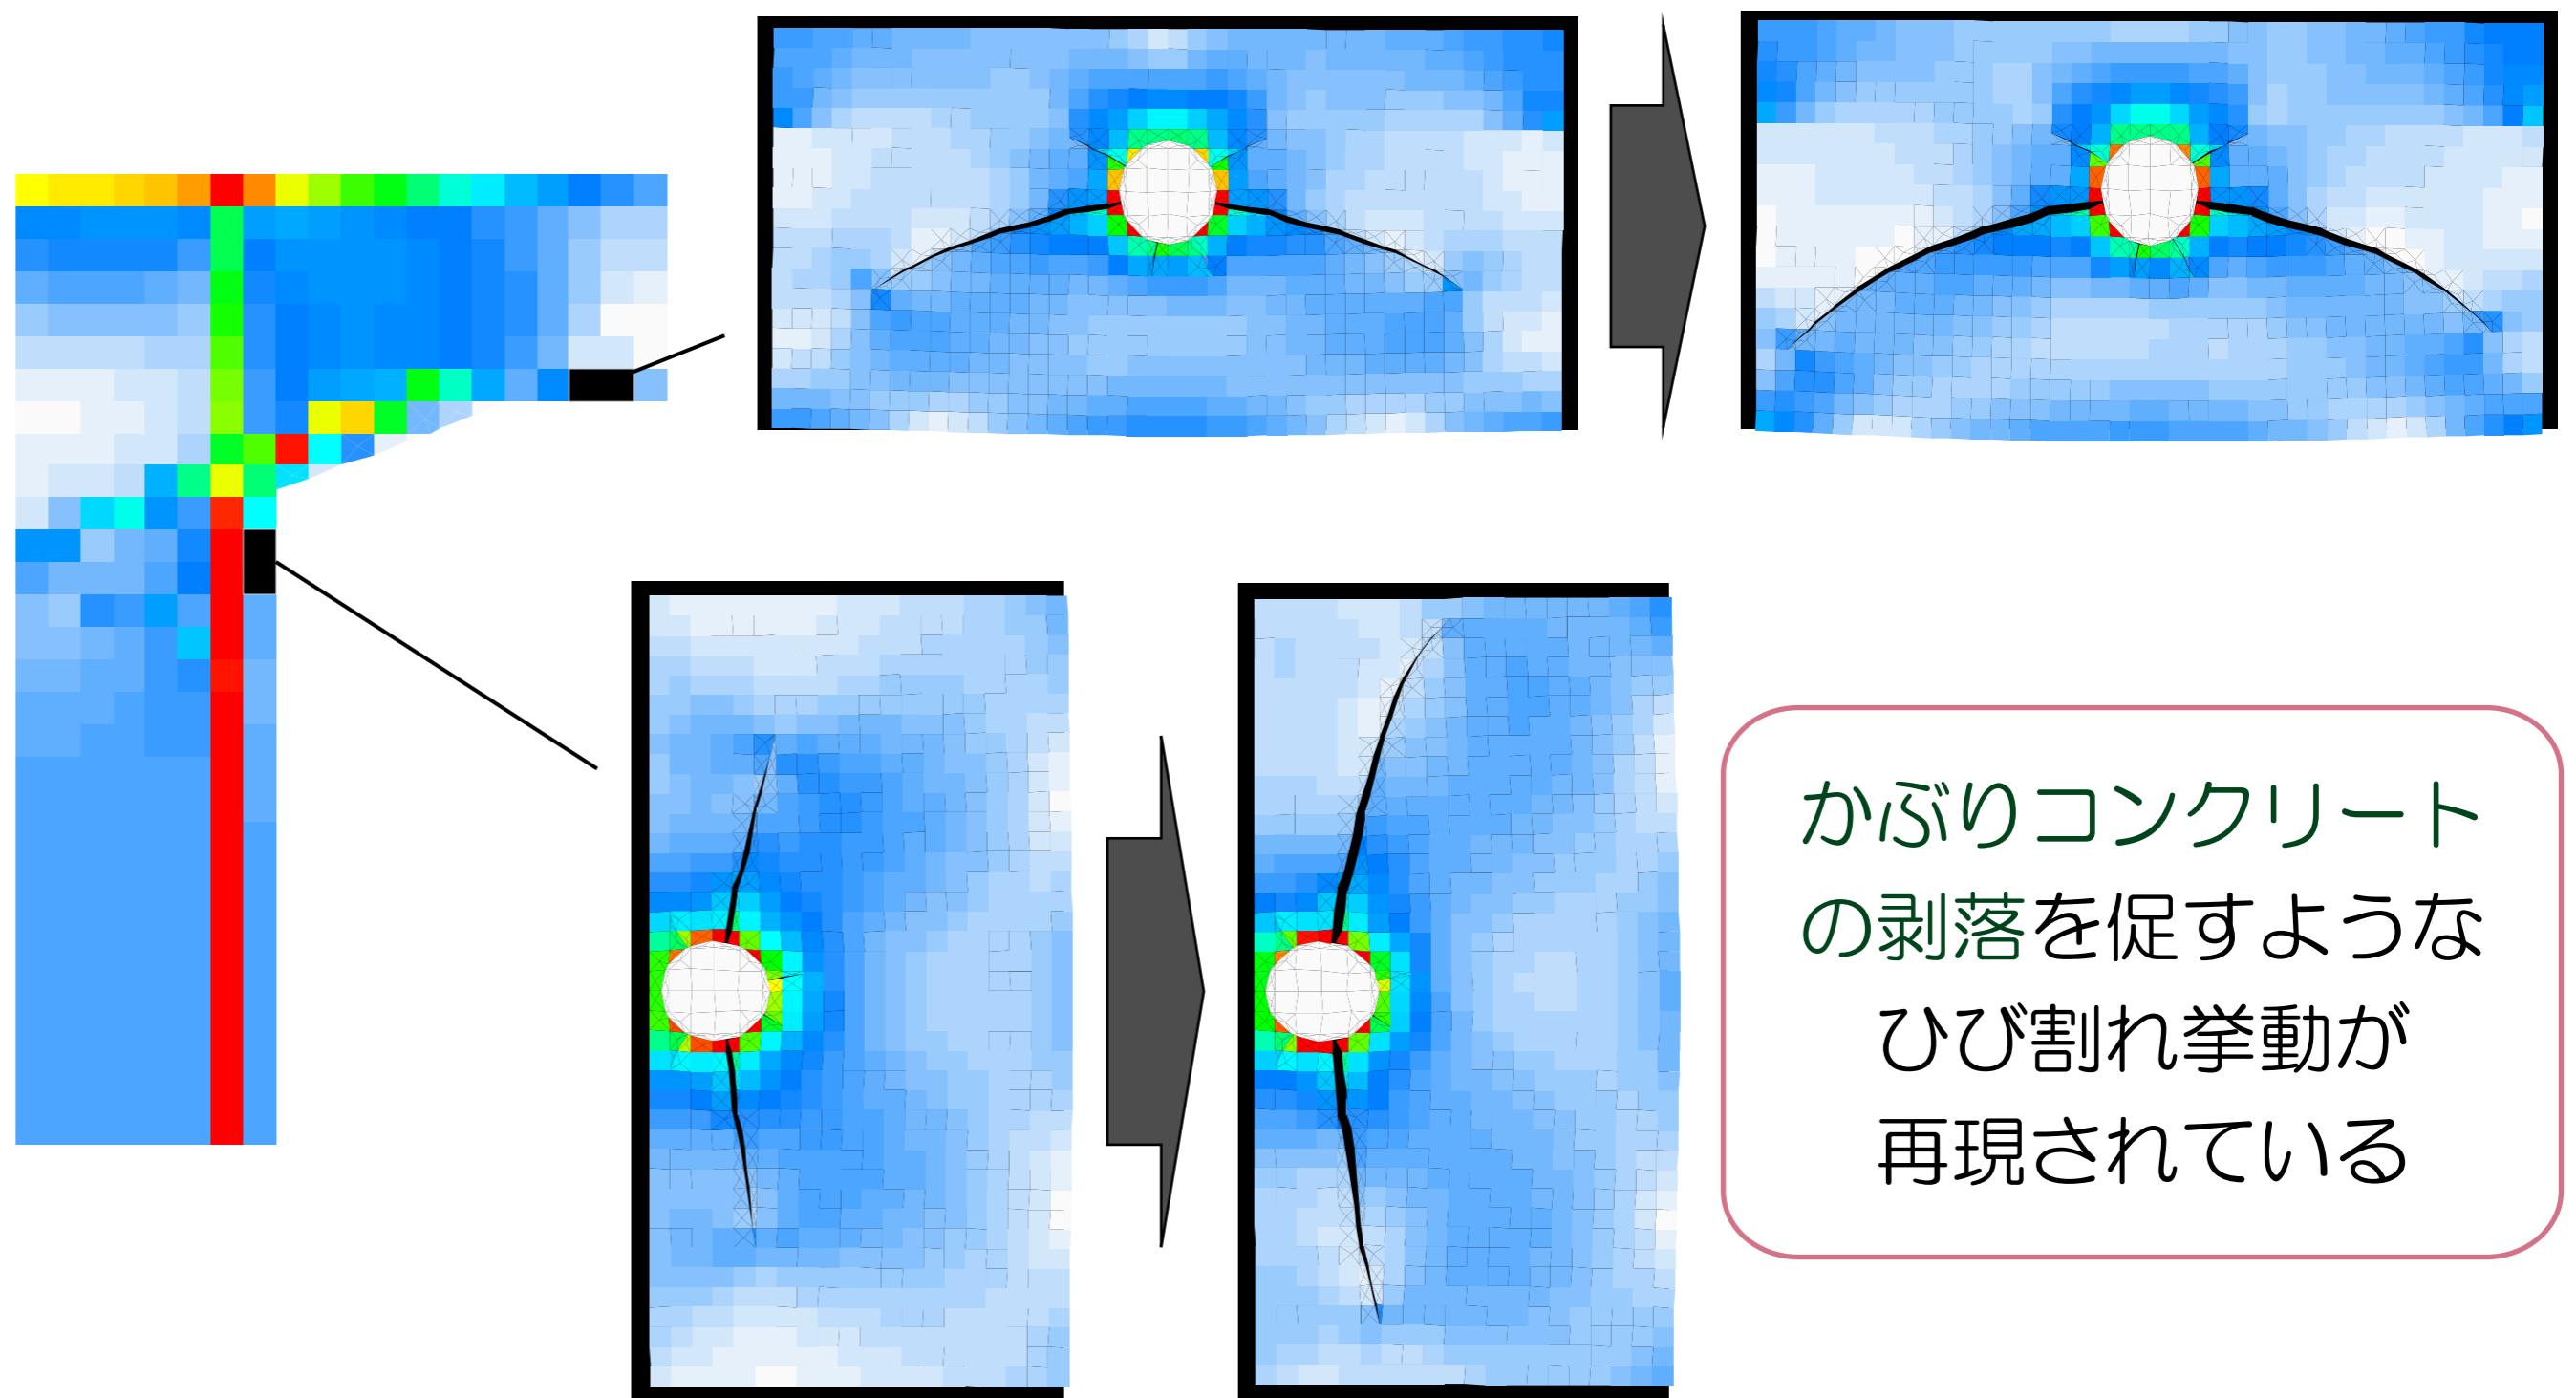 かぶりコンクリート
の剥落を促すような
ひび割れ挙動が
再現されている